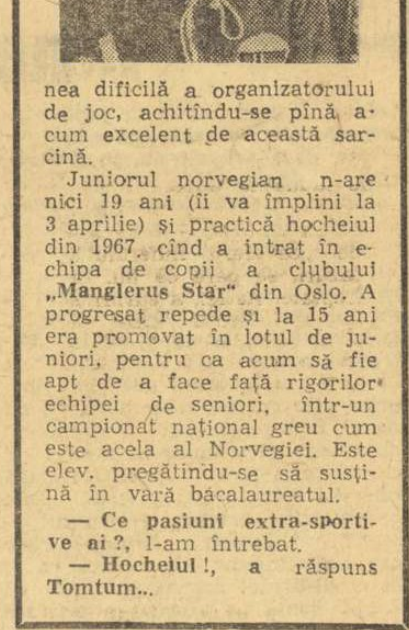 nea dificilă a organizatorului
de joc, achitîndu-se pînă a-
cum excelent de această sar-
cină.
Juniorul norvegian n-are
nici 19 ani (îi va împlini la
3 aprilie) și practică hocheiul
din 1967, cînd a intrat în e-
chipa de copii a clubului
„Manglerus Star“ din Oslo. A
progresat repede și la 15 ani
era promovat în lotul de ju-
niori, pentru ca acum să fie
apt de a face față rigorilor
echipei de seniori, într-un
campionat național greu cum
este acela al Norvegiei. Este
elev, pregătindu-se să susți-
nă în vară bacalaureatul.
— Ce pasiuni extra-sporti-
ve ai ?, l-am întrebat.
— Hocheiul !, a răspuns
Tomtum...